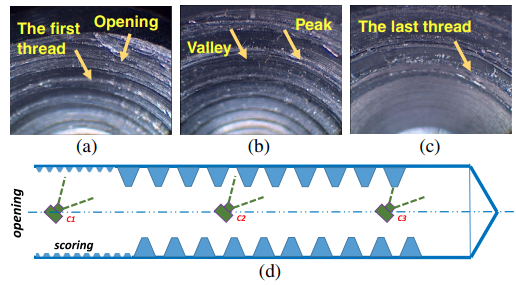 The first
thread
Opening
Valley
Peak
The last thread
(a)
(b)
(c)
opening
C1
C2
C3
scoring
(d)